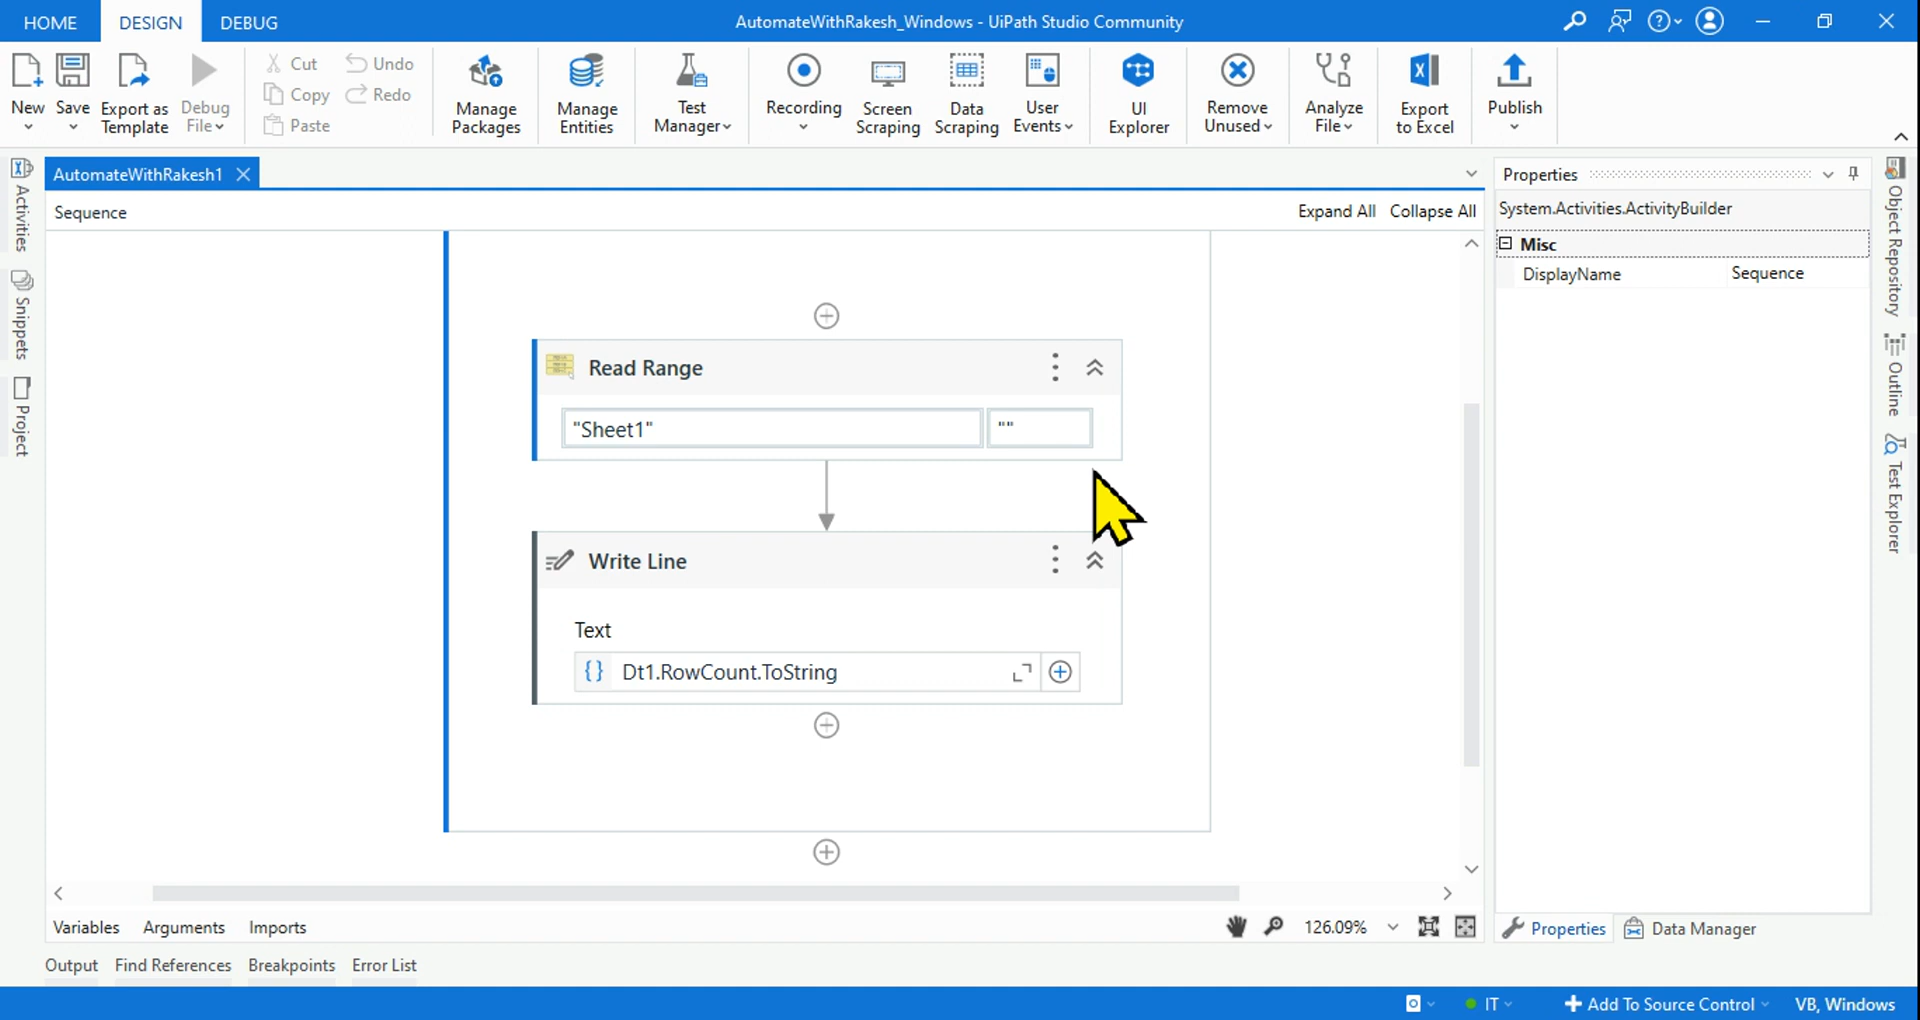 HOME DESIGN DEBUG
AutomateWithRakesh_Windows - UiPath Studio Community
New
Save
Export as
Template
Debug
File
Cut
Copy
Paste
Undo
Redo
Manage
Packages
Manage
Entities
Test
Manager
Recording
Screen
Scraping
Data
Scraping
User
Events
UI
Explorer
Remove
Unused
Analyze
File
Export
to Excel
Publish
Activities
Snippets
Project
AutomateWithRakesh1
Sequence
Expand All Collapse All
Read Range
"Sheet1" ""
Write Line
Text
{} Dt1.RowCount.ToString
Variables Arguments Imports
126.09%
Properties
System.Activities.ActivityBuilder
Misc
DisplayName Sequence
Properties Data Manager
Object Repository
Outline
Test Explorer
Output Find References Breakpoints Error List
IT
Add To Source Control
VB, Windows